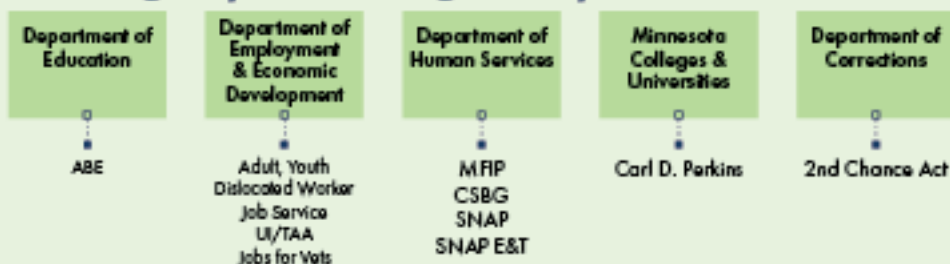 Department of
Education
Department of
Employment
& Economic
Development
Department of
Human Services
Minnesota
Colleges &
Universities
Department of
Corrections
ABE
Adult, Youth
Dislocated Worker
Job Service
UI/TAA
Jobs for Vets
MFIP
CSBG
SNAP
SNAP E&T
Carl D. Perkins
2nd Chance Act